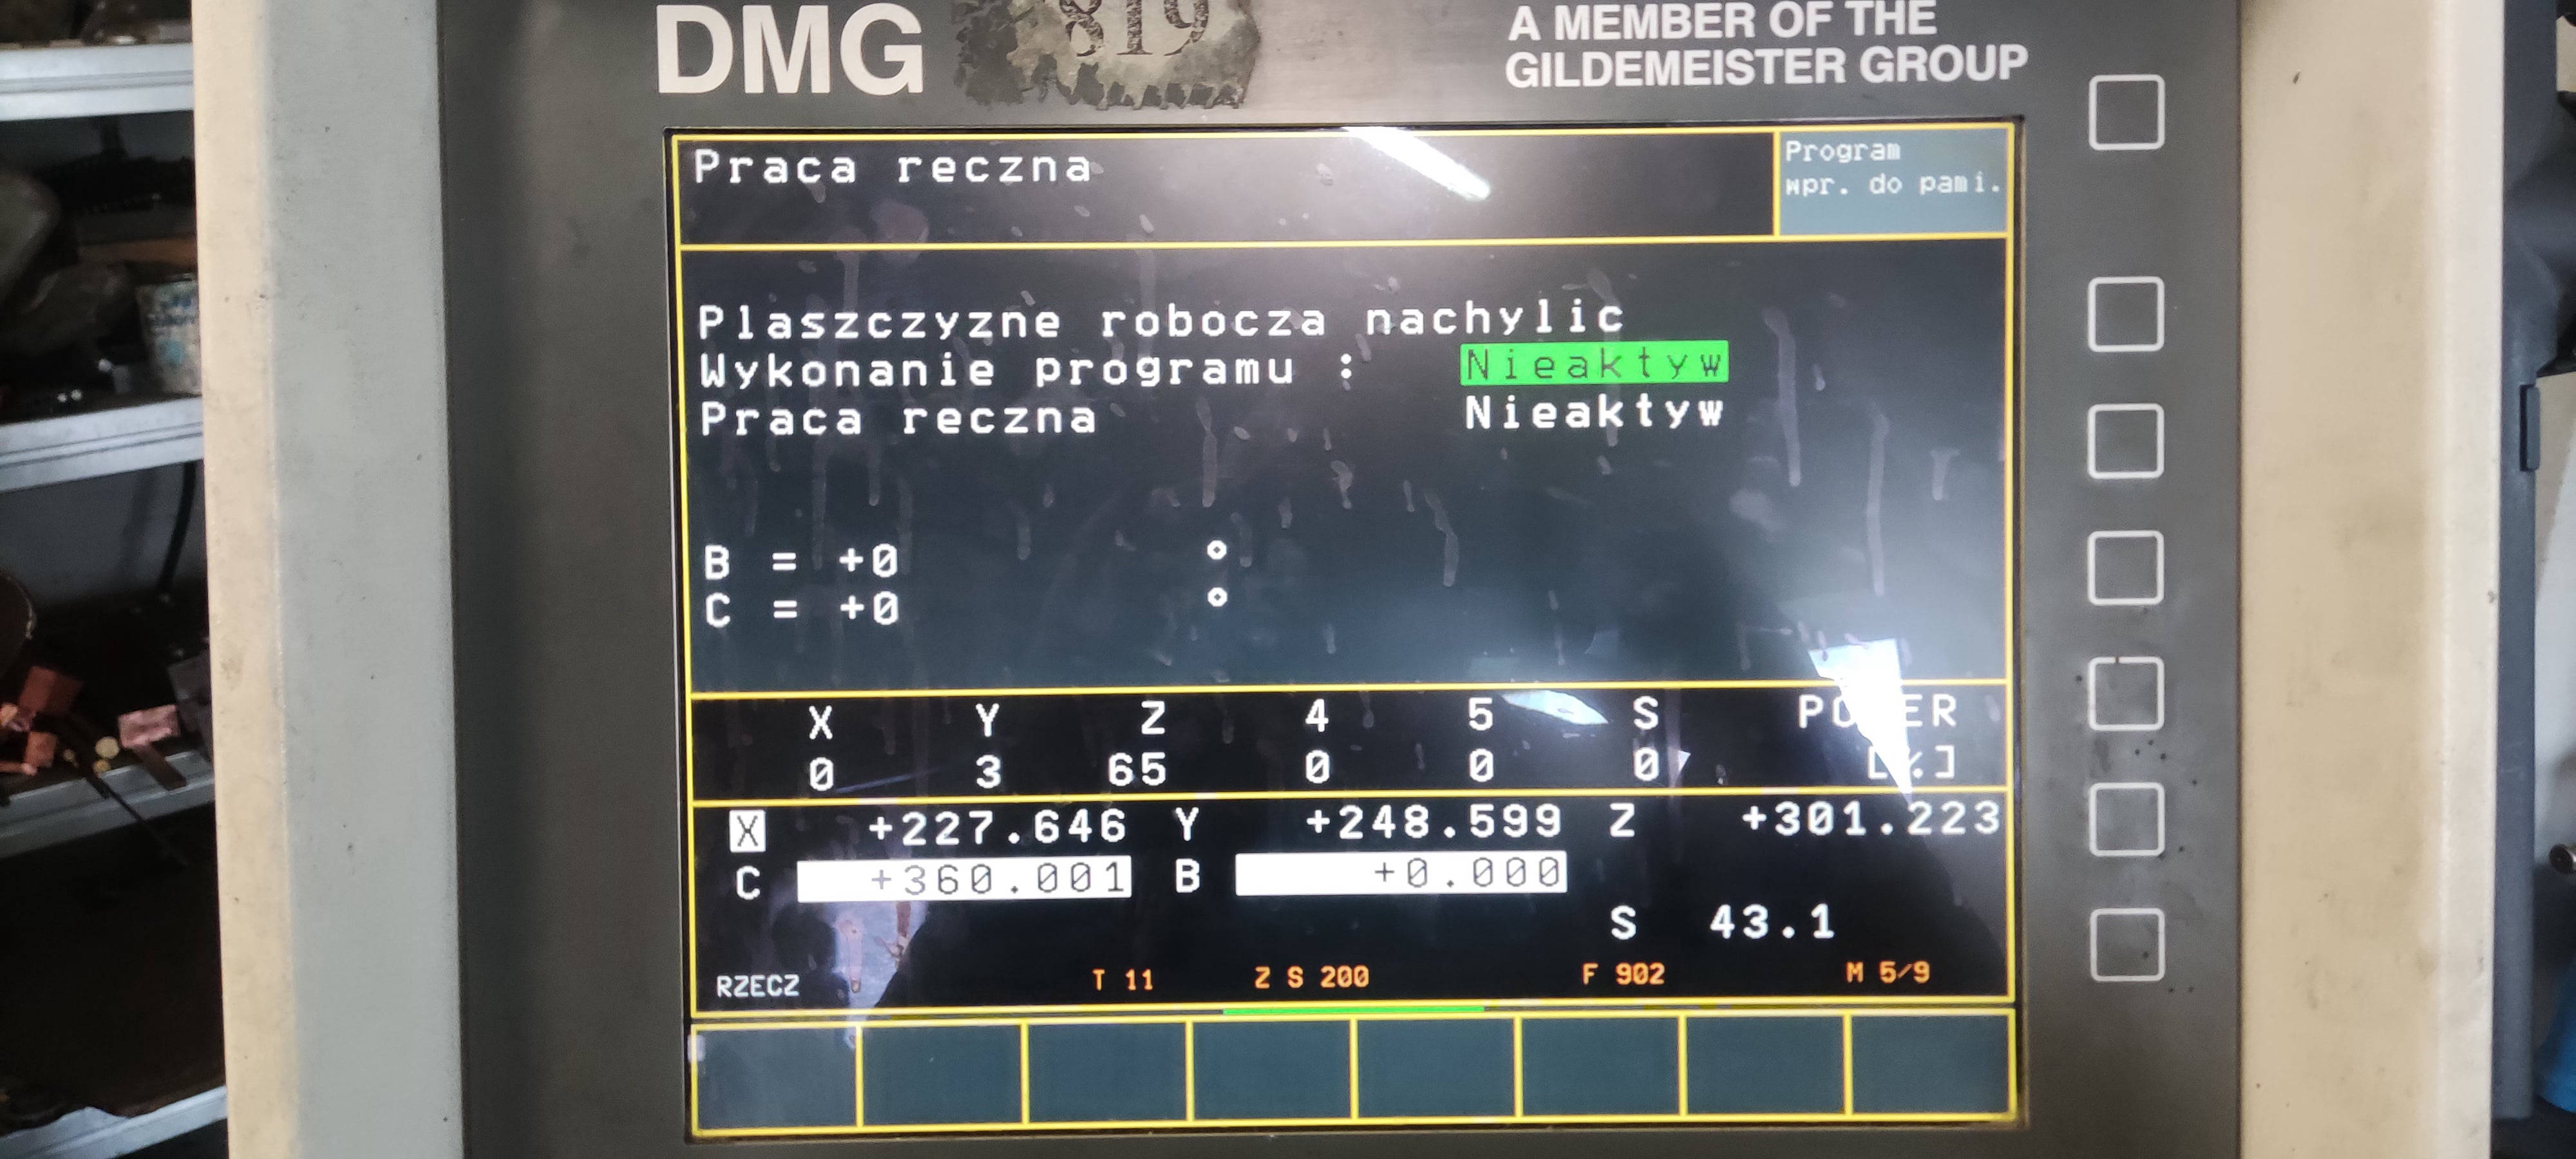 DMG
819
A MEMBER OF THE
GILDEMEISTER GROUP
Praca reczna
Program
wpr. do pami.
Plaszczyzne robocza nachylic
Wykonanie programu : Nieaktyw
Praca reczna Nieaktyw
B = +0 °
C = +0 °
X Y Z 4 5 S
0 3 65 0 0 0 [%]
X +227.646 Y +248.599 Z +301.223
C +360.001 B +0.000
S 43.1
RZECZ T 11 Z S 200 F 902 M 5/9